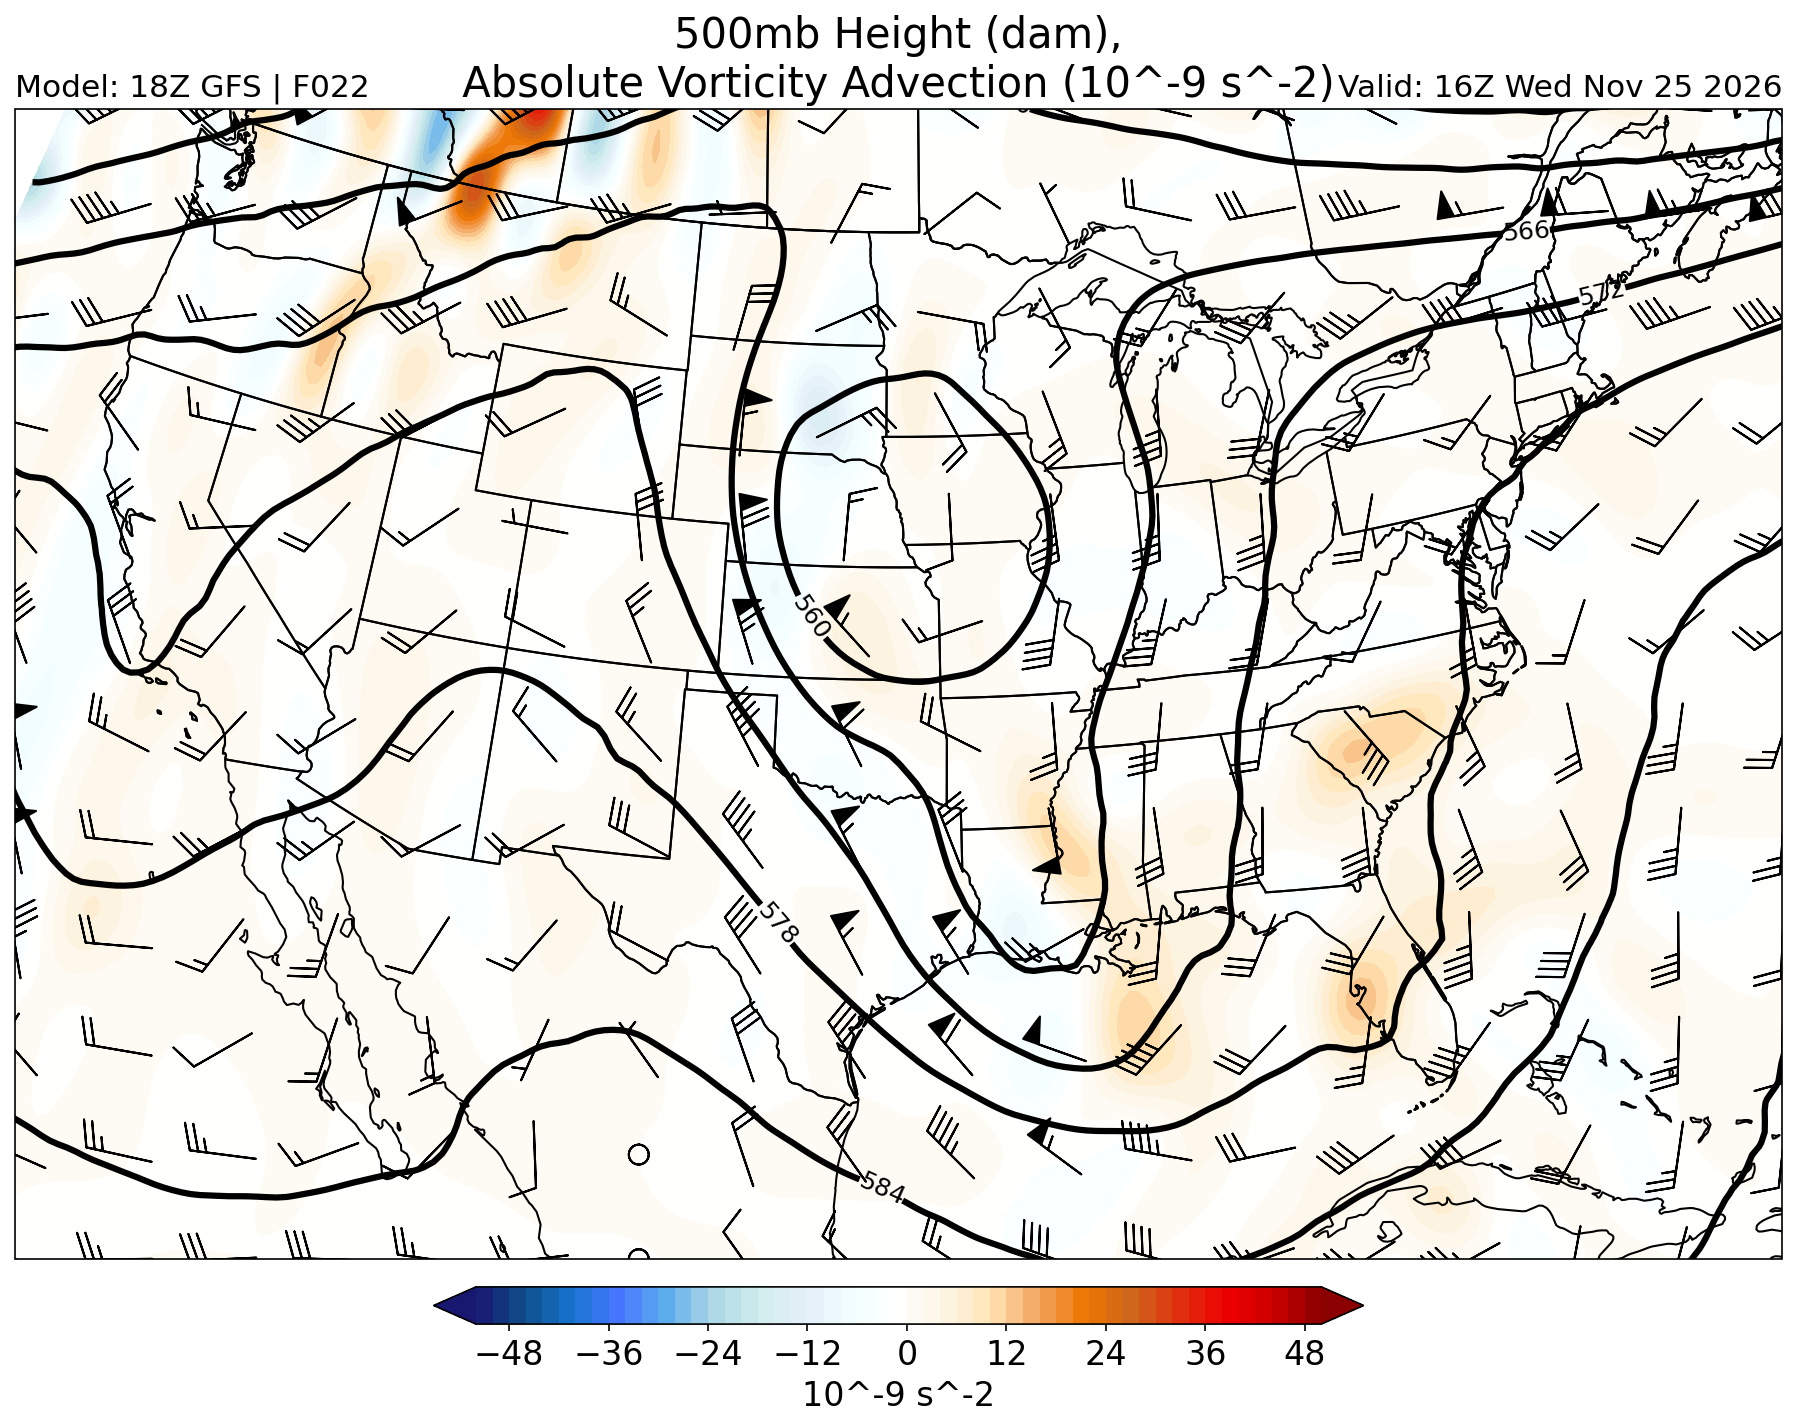 500mb Height (dam),
Model: 18Z GFS | F022
Absolute Vorticity Advection (10^-9 s^-2)
Valid: 16Z Wed Nov 25 2026
566
572
560
578
584
−48 −36 −24 −12 0 12 24 36 48
10^-9 s^-2